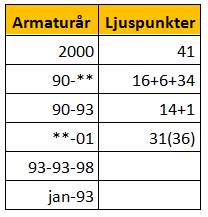 Armaturår Ljuspunkter
2000 41
90-** 16+6+34
90-93 14+1
**-01 31(36)
93-93-98
jan-93